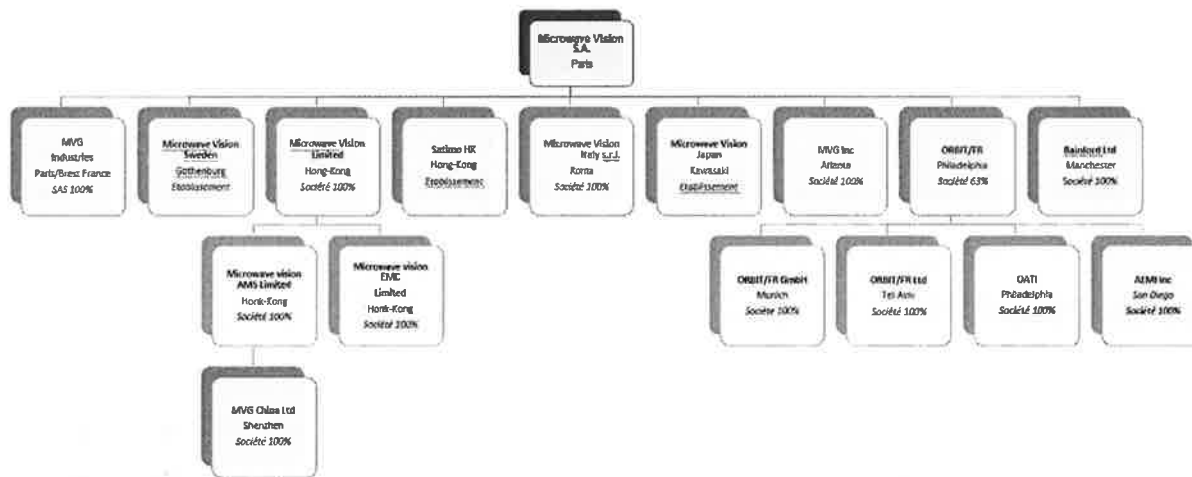 Microwave Vision
S.A.
Paris
MVG
Industries
Paris/Brest France
SAS 100%
Microwave Vision
Sweden
Gothenburg
Etablissement
Microwave Vision
Limited
Hong-Kong
Société 100%
Satimo HK
Hong-Kong
Etablissement
Microwave Vision
Italy s.r.l.
Roma
Société 100%
Microwave Vision
Japan
Kawasaki
Etablissement
MVG Inc
Atlanta
Société 100%
ORBIT/FR
Philadelphia
Société 63%
Rainford Ltd
Manchester
Société 100%
Microwave vision
AMS Limited
Honk-Kong
Société 100%
Microwave vision
EMC
Limited
Honk-Kong
Société 100%
ORBIT/FR GmbH
Munich
Société 100%
ORBIT/FR Ltd
Tel Aviv
Société 100%
OATI
Philadelphia
Société 100%
AEMI Inc
San Diego
Société 100%
MVG China Ltd
Shenzhen
Société 100%